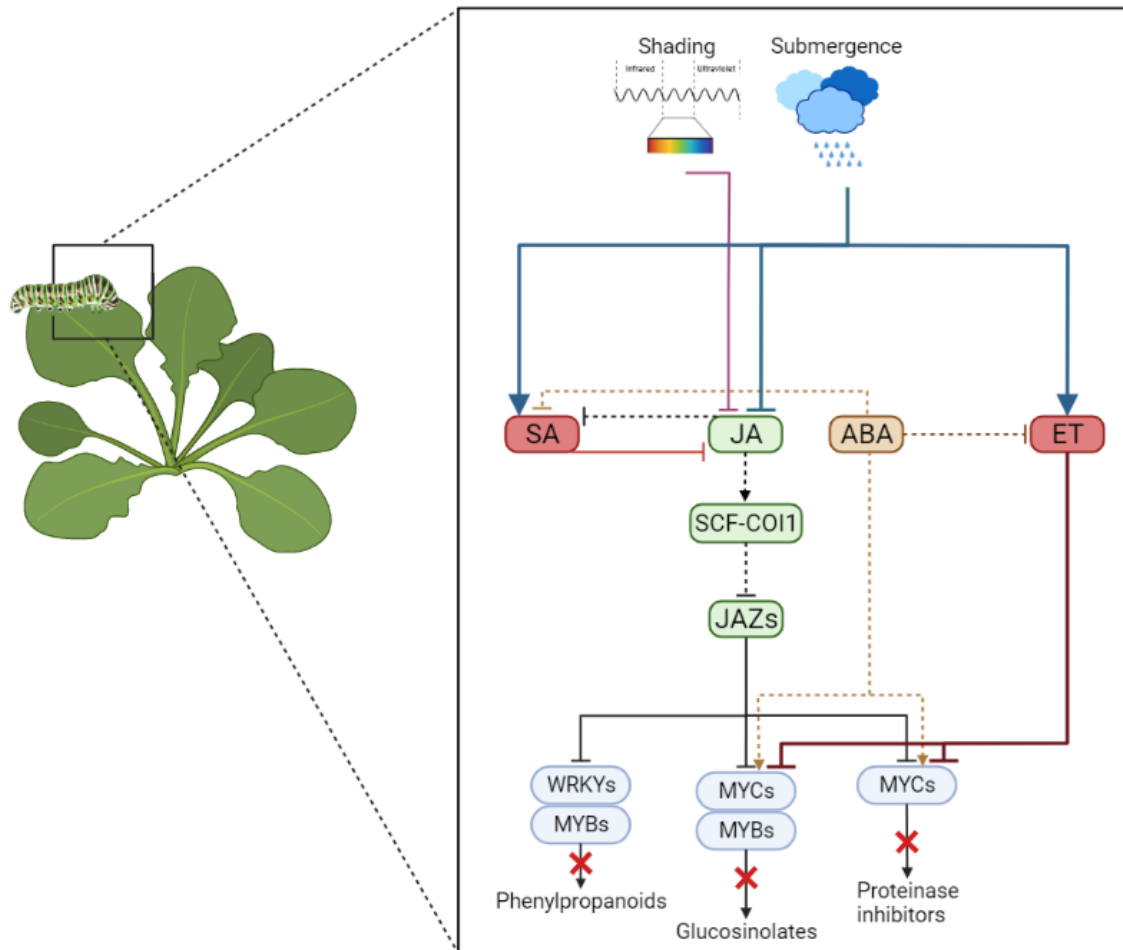 Shading
Submergence
Infrared
Ultraviolet
SA
JA
ABA
ET
SCF-COI1
JAZs
WRKYs
MYBs
MYCs
MYBs
MYCs
Phenylpropanoids
Glucosinolates
Proteinase
inhibitors